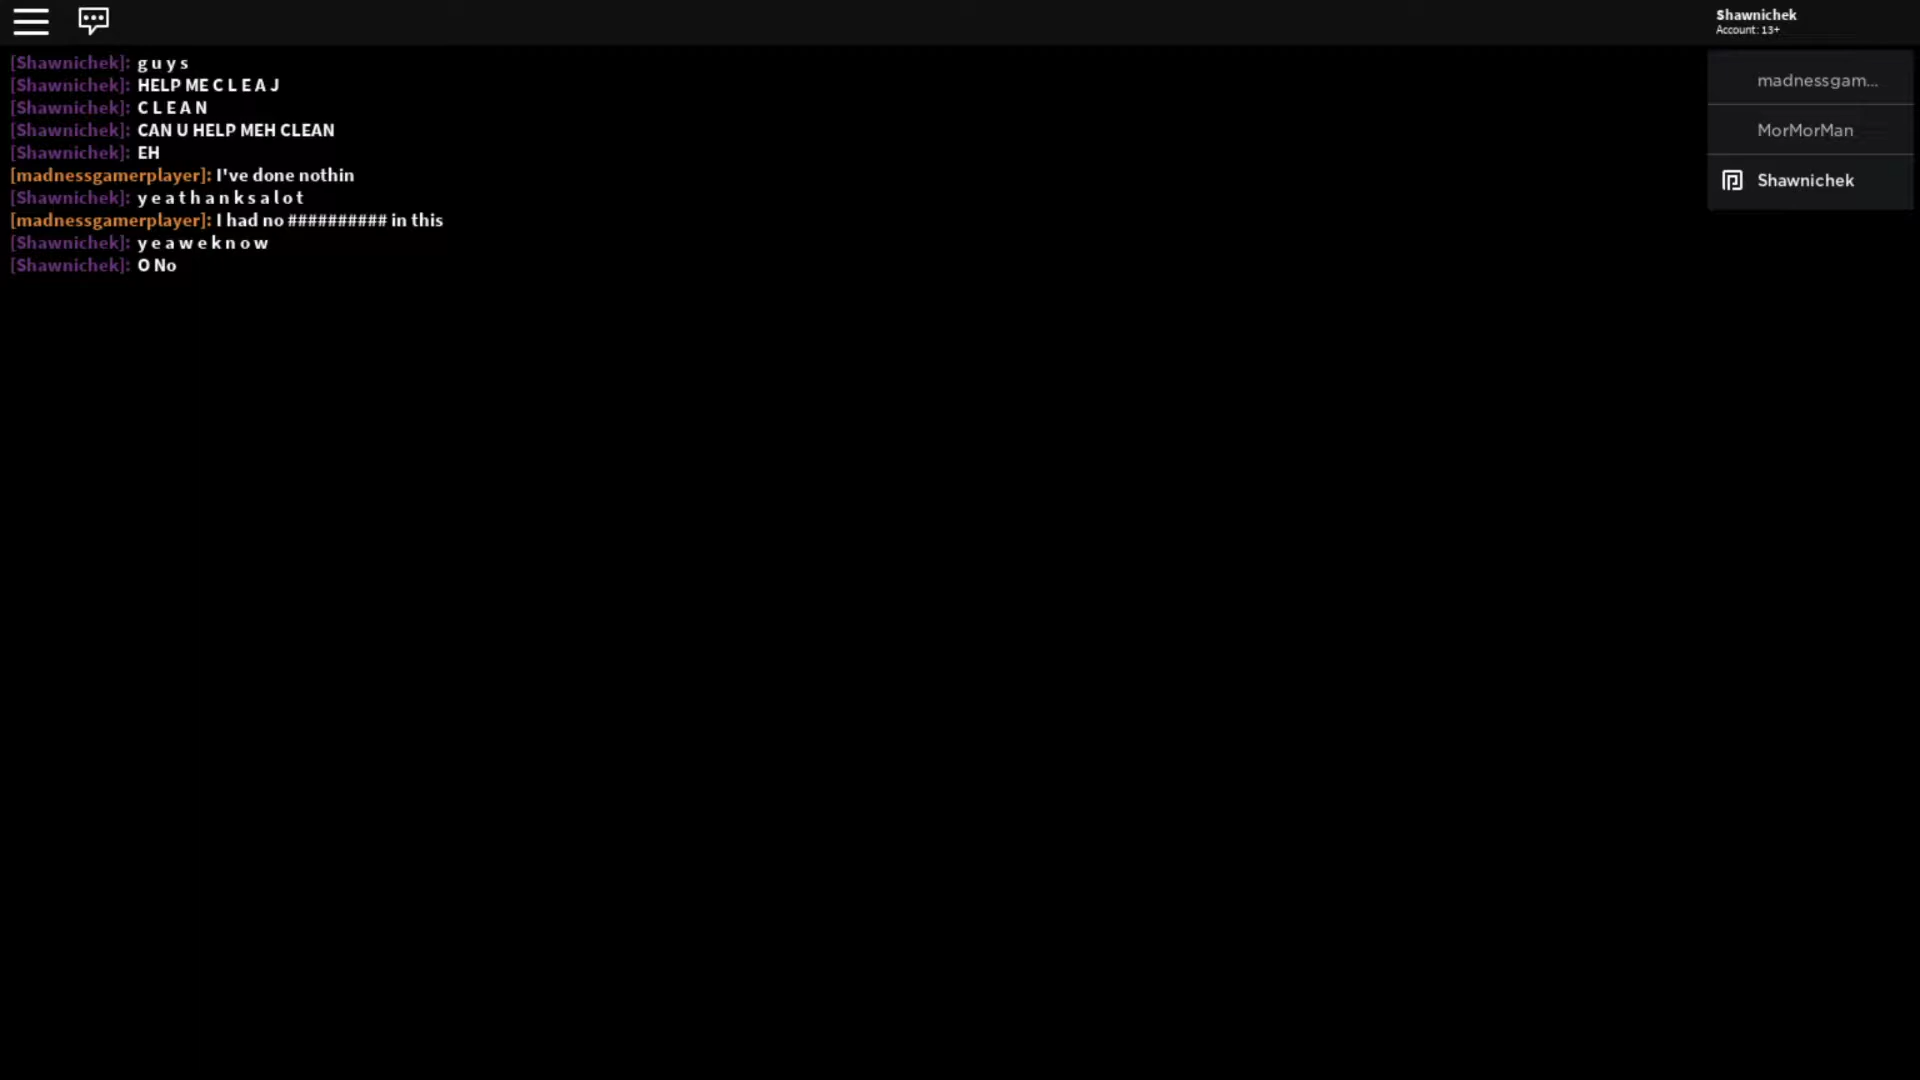 Shawnichek
Account: 13+
[Shawnichek]: g u y s
[Shawnichek]: HELP ME C L E A J
[Shawnichek]: C L E A N
[Shawnichek]: CAN U HELP MEH CLEAN
[Shawnichek]: EH
[madnessgamerplayer]: I've done nothin
[Shawnichek]: y e a t h a n k s a l o t
[madnessgamerplayer]: I had no ########## in this
[Shawnichek]: y e a w e k n o w
[Shawnichek]: O No
madnessgam...
MorMorMan
Shawnichek